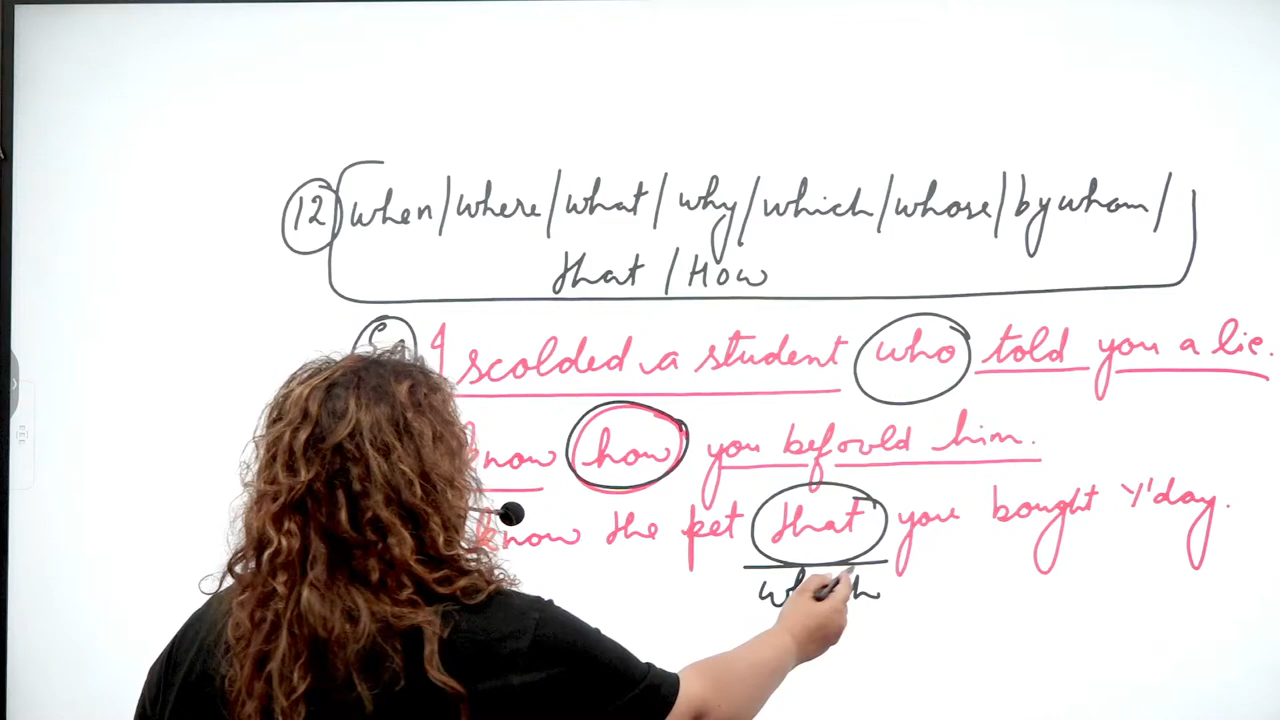 12 when / where / what / why / which / whose / by whom /
that / How
I scolded a student who told you a lie.
know how you befoold him.
know the pet that you bought Y'day.